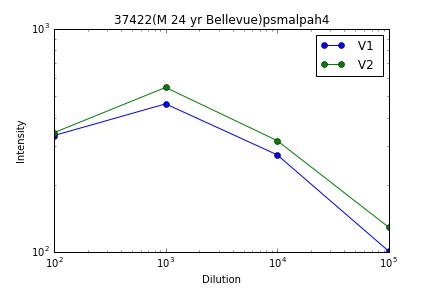 37422(M 24 yr Bellevue)psmalpah4
10³
Intensity
10²
V1
V2
10² 10³ 10⁴ 10⁵
Dilution